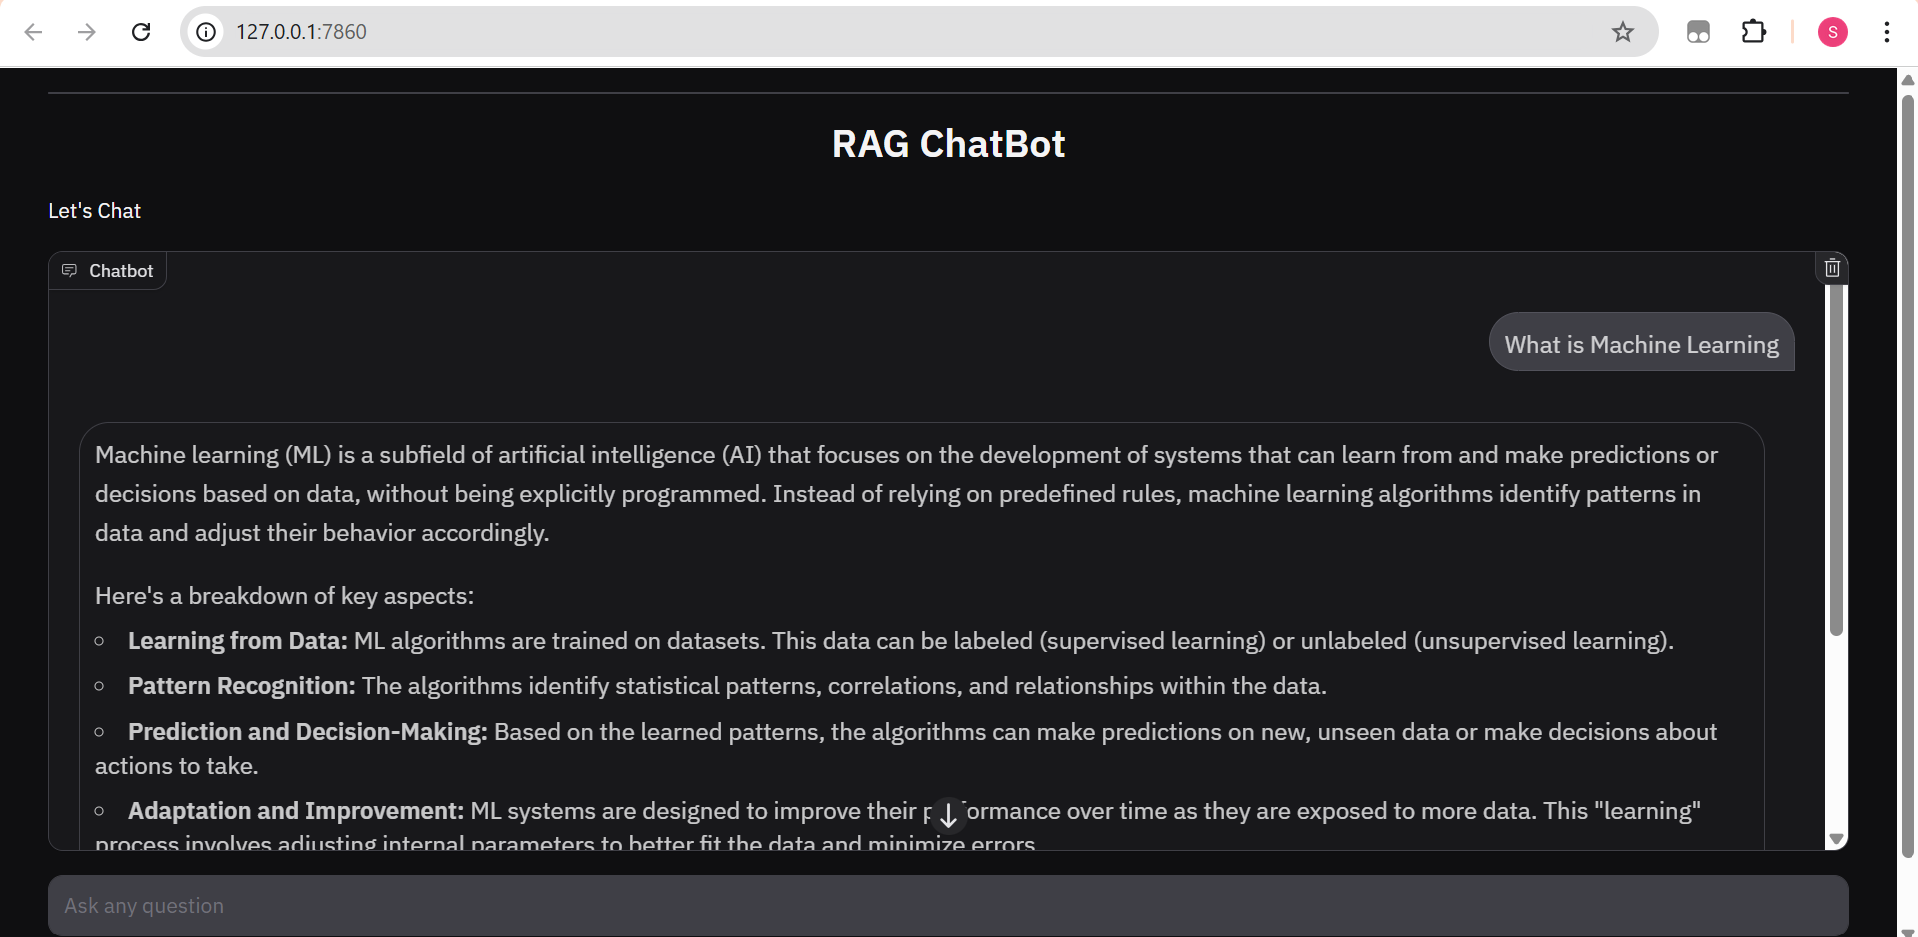 127.0.0.1:7860
S
RAG ChatBot
Let's Chat
Chatbot
What is Machine Learning
Machine learning (ML) is a subfield of artificial intelligence (AI) that focuses on the development of systems that can learn from and make predictions or
decisions based on data, without being explicitly programmed. Instead of relying on predefined rules, machine learning algorithms identify patterns in
data and adjust their behavior accordingly.
Here's a breakdown of key aspects:
Learning from Data: ML algorithms are trained on datasets. This data can be labeled (supervised learning) or unlabeled (unsupervised learning).
Pattern Recognition: The algorithms identify statistical patterns, correlations, and relationships within the data.
Prediction and Decision-Making: Based on the learned patterns, the algorithms can make predictions on new, unseen data or make decisions about
actions to take.
Adaptation and Improvement: ML systems are designed to improve their performance over time as they are exposed to more data. This "learning"
process involves adjusting internal parameters to better fit the data and minimize errors.
Ask any question